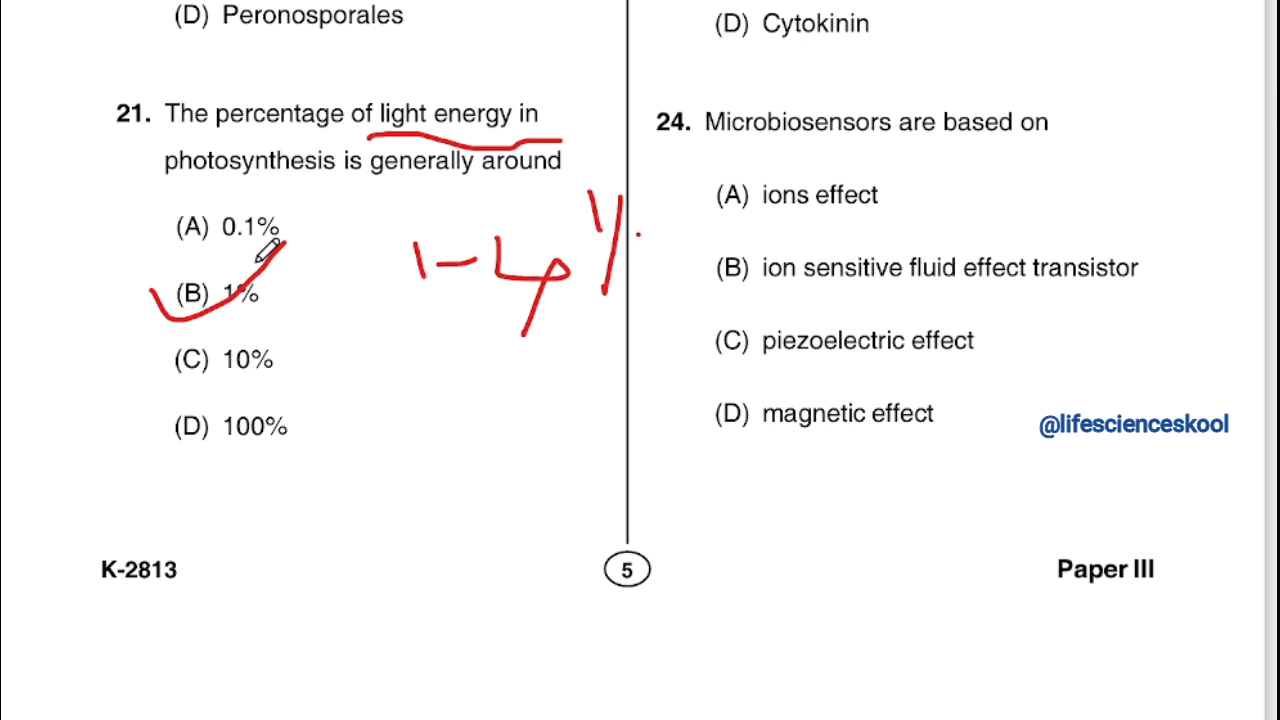 (D) Peronosporales
21. The percentage of light energy in
photosynthesis is generally around
(A) 0.1%
(B) 1%
(C) 10%
(D) 100%
1-4%
(D) Cytokinin
24. Microbiosensors are based on
(A) ions effect
(B) ion sensitive fluid effect transistor
(C) piezoelectric effect
(D) magnetic effect
@lifescienceskool
K-2813
5
Paper III